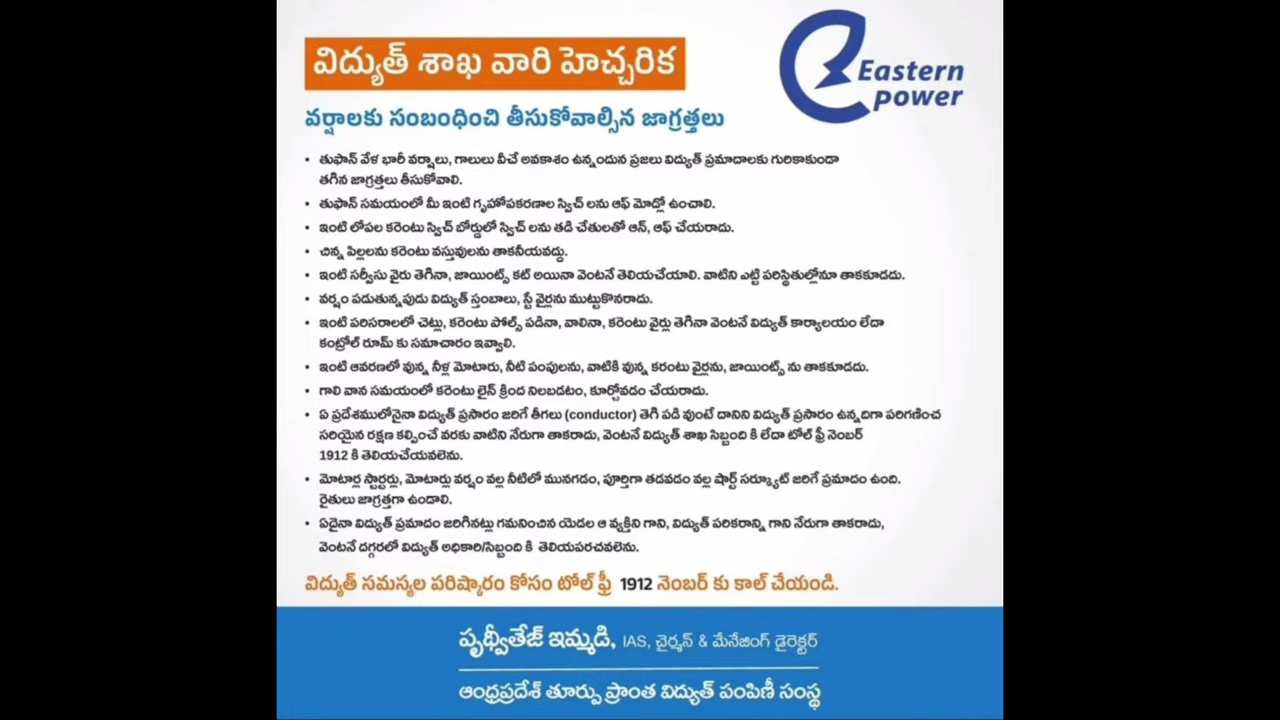 విద్యుత్ శాఖ వారి హెచ్చరిక
Eastern
power
వర్షాలకు సంబంధించి తీసుకోవాల్సిన జాగ్రత్తలు
• తుఫాన్ వేళ భారీ వర్షాలు, గాలులు వీచే అవకాశం ఉన్నందున ప్రజలు విద్యుత్ ప్రమాదాలకు గురికాకుండా
తగిన జాగ్రత్తలు తీసుకోవాలి.
• తుఫాన్ సమయంలో మీ ఇంటి గృహోపకరణాల స్విచ్ లను ఆఫ్ మోడ్లో ఉంచాలి.
• ఇంటి లోపల కరెంటు స్విచ్ బోర్డులో స్విచ్ లను తడి చేతులతో ఆన్, ఆఫ్ చేయరాదు.
• చిన్న పిల్లలను కరెంటు వస్తువులను తాకనీయవద్దు.
• ఇంటి సర్వీసు వైరు తెగినా, జాయింట్స్ కట్ అయినా వెంటనే తెలియచేయాలి. వాటిని ఎట్టి పరిస్థితుల్లోనూ తాకకూడదు.
• వర్షం పడుతున్నపుడు విద్యుత్ స్తంబాలు, స్టే వైర్లను ముట్టుకొనరాదు.
• ఇంటి పరిసరాలలో చెట్లు, కరెంటు పోల్స్ పడినా, వాలినా, కరెంటు వైర్లు తెగినా వెంటనే విద్యుత్ కార్యాలయం లేదా
కంట్రోల్ రూమ్ కు సమాచారం ఇవ్వాలి.
• ఇంటి ఆవరణలో వున్న నీళ్ల మోటారు, నీటి పంపులను, వాటికి వున్న కరంటు వైర్లను, జాయింట్స్ ను తాకకూడదు.
• గాలి వాన సమయంలో కరెంటు లైన్ క్రింద నిలబడటం, కూర్చోవడం చేయరాదు.
• ఏ ప్రదేశములోనైనా విద్యుత్ ప్రసారం జరిగే తీగలు (conductor) తెగి పడి వుంటే దానిని విద్యుత్ ప్రసారం ఉన్నదిగా పరిగణించ
సరియైన రక్షణ కల్పించే వరకు వాటిని నేరుగా తాకరాదు, వెంటనే విద్యుత్ శాఖ సిబ్బంది కి లేదా టోల్ ఫ్రీ నెంబర్
1912 కి తెలియచేయవలెను.
• మోటార్ల స్టార్టర్లు, మోటార్లు వర్షం వల్ల నీటిలో మునగడం, పూర్తిగా తడవడం వల్ల షార్ట్ సర్క్యూట్ జరిగే ప్రమాదం ఉంది.
రైతులు జాగ్రత్తగా ఉండాలి.
• ఏదైనా విద్యుత్ ప్రమాదం జరిగినట్లు గమనించిన యెడల ఆ వ్యక్తిని గాని, విద్యుత్ పరికరాన్ని గాని నేరుగా తాకరాదు,
వెంటనే దగ్గరలో విద్యుత్ అధికారి/సిబ్బంది కి తెలియపరచవలెను.
విద్యుత్ సమస్యల పరిష్కారం కోసం టోల్ ఫ్రీ 1912 నెంబర్ కు కాల్ చేయండి.
పృథ్వీతేజ్ ఇమ్మడి, IAS, చైర్మన్ & మేనేజింగ్ డైరెక్టర్
ఆంధ్రప్రదేశ్ తూర్పు ప్రాంత విద్యుత్ పంపిణీ సంస్థ